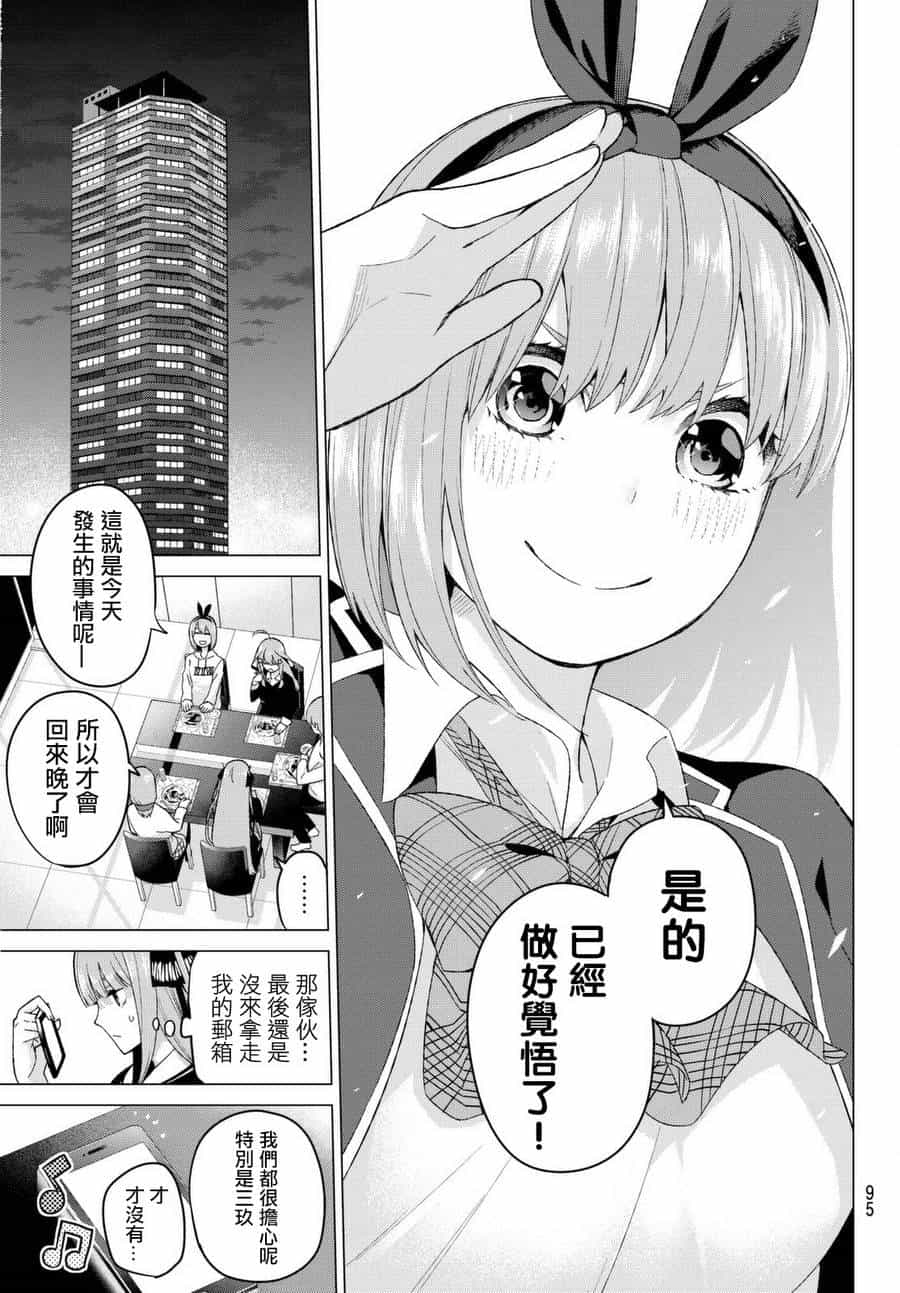 是的
已經
做好覺悟了！
這就是今天
發生的事情呢—
所以才會
回來晚了啊
……
那傢伙…
最後還是
沒來拿走
我的郵箱
我們都很擔心呢
特別是三玖
才
才沒有…
95